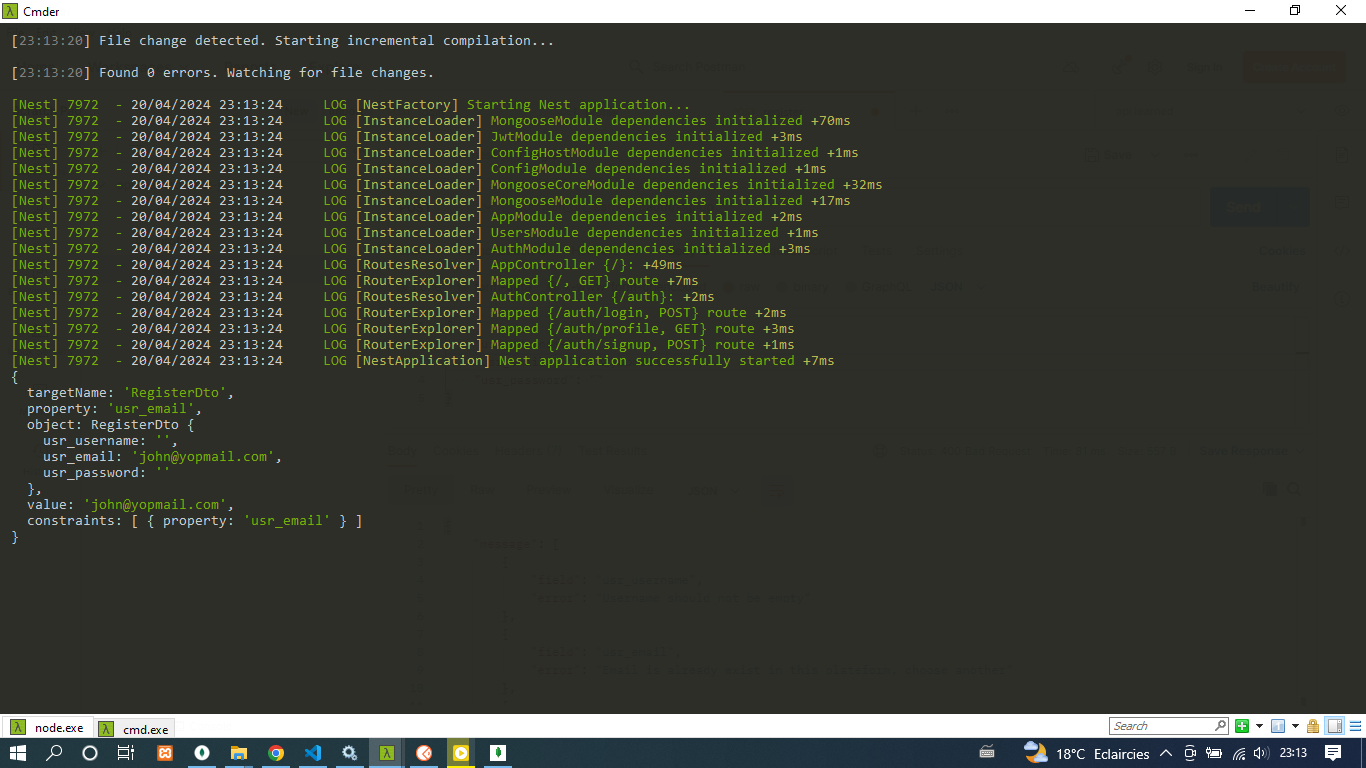 Cmder
[23:13:20] File change detected. Starting incremental compilation...
[23:13:20] Found 0 errors. Watching for file changes.
[Nest] 7972  - 20/04/2024 23:13:24     LOG [NestFactory] Starting Nest application...
[Nest] 7972  - 20/04/2024 23:13:24     LOG [InstanceLoader] MongooseModule dependencies initialized +70ms
[Nest] 7972  - 20/04/2024 23:13:24     LOG [InstanceLoader] JwtModule dependencies initialized +3ms
[Nest] 7972  - 20/04/2024 23:13:24     LOG [InstanceLoader] ConfigHostModule dependencies initialized +1ms
[Nest] 7972  - 20/04/2024 23:13:24     LOG [InstanceLoader] ConfigModule dependencies initialized +1ms
[Nest] 7972  - 20/04/2024 23:13:24     LOG [InstanceLoader] MongooseCoreModule dependencies initialized +32ms
[Nest] 7972  - 20/04/2024 23:13:24     LOG [InstanceLoader] MongooseModule dependencies initialized +17ms
[Nest] 7972  - 20/04/2024 23:13:24     LOG [InstanceLoader] AppModule dependencies initialized +2ms
[Nest] 7972  - 20/04/2024 23:13:24     LOG [InstanceLoader] UsersModule dependencies initialized +1ms
[Nest] 7972  - 20/04/2024 23:13:24     LOG [InstanceLoader] AuthModule dependencies initialized +3ms
[Nest] 7972  - 20/04/2024 23:13:24     LOG [RoutesResolver] AppController {/}: +49ms
[Nest] 7972  - 20/04/2024 23:13:24     LOG [RouterExplorer] Mapped {/, GET} route +7ms
[Nest] 7972  - 20/04/2024 23:13:24     LOG [RoutesResolver] AuthController {/auth}: +2ms
[Nest] 7972  - 20/04/2024 23:13:24     LOG [RouterExplorer] Mapped {/auth/login, POST} route +2ms
[Nest] 7972  - 20/04/2024 23:13:24     LOG [RouterExplorer] Mapped {/auth/profile, GET} route +3ms
[Nest] 7972  - 20/04/2024 23:13:24     LOG [RouterExplorer] Mapped {/auth/signup, POST} route +1ms
[Nest] 7972  - 20/04/2024 23:13:24     LOG [NestApplication] Nest application successfully started +7ms
{
  targetName: 'RegisterDto',
  property: 'usr_email',
  object: RegisterDto {
    usr_username: '',
    usr_email: 'john@yopmail.com',
    usr_password: ''
  },
  value: 'john@yopmail.com',
  constraints: [ { property: 'usr_email' } ]
}
node.exe
cmd.exe
Search
18°C Eclaircies
23:13